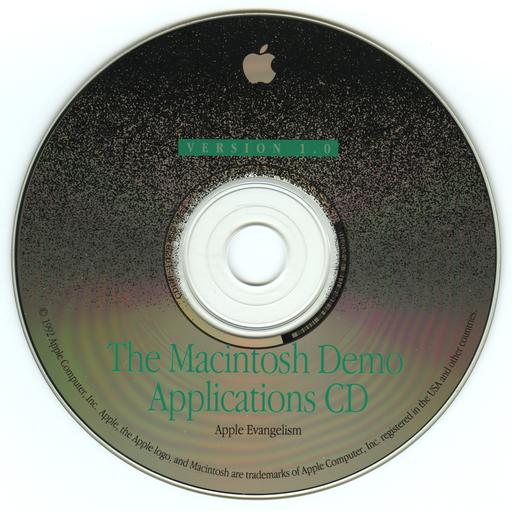 VERSION 1.0
The Macintosh Demo
Applications CD
Apple Evangelism
© 1992 Apple Computer, Inc. Apple, the Apple logo, and Macintosh are trademarks of Apple Computer, Inc. registered in the USA and other countries.